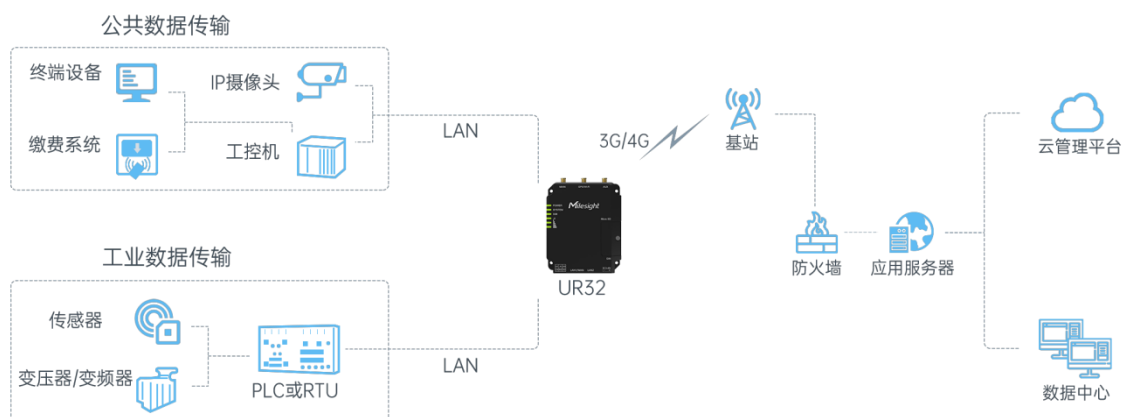 公共数据传输
终端设备
IP摄像头
缴费系统
工控机
LAN
3G/4G
基站
云管理平台
Milesight
UR32
防火墙
应用服务器
工业数据传输
传感器
变压器/变频器
PLC或RTU
LAN
数据中心